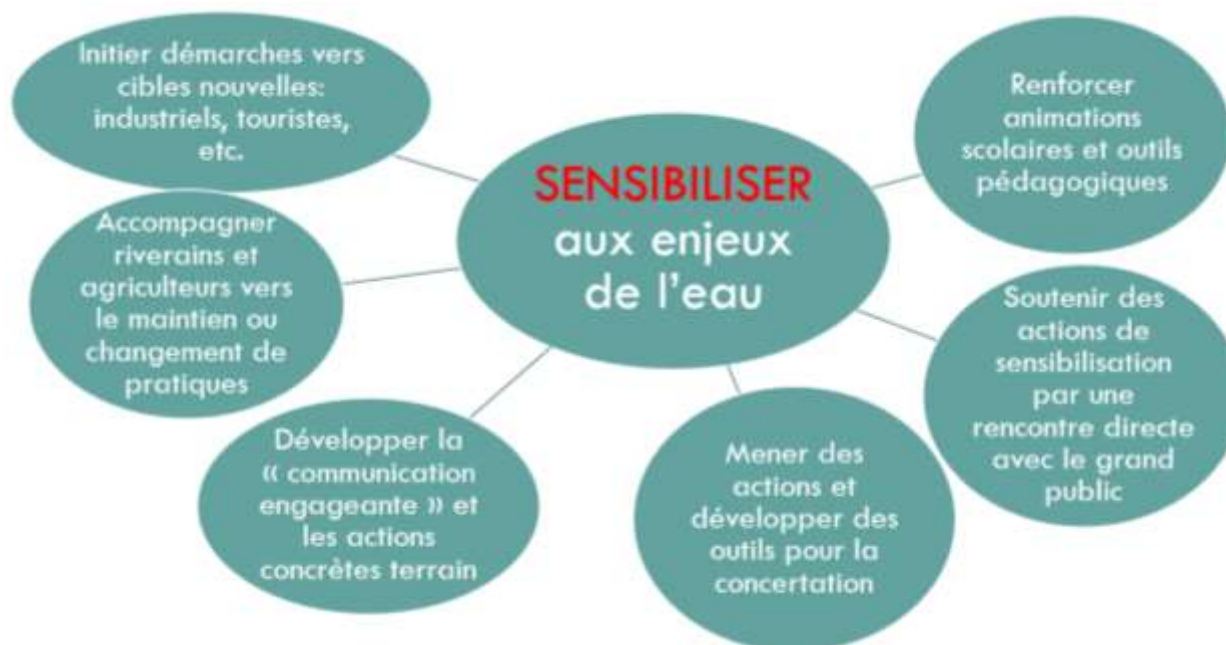 SENSIBILISER
aux enjeux
de l'eau
Initier démarches vers
cibles nouvelles:
industriels, touristes,
etc.
Accompagner
riverains et
agriculteurs vers
le maintien ou
changement de
pratiques
Développer la
« communication
engageante » et
les actions
concrètes terrain
Mener des
actions et
développer des
outils pour la
concertation
Soutenir des
actions de
sensibilisation
par une
rencontre directe
avec le grand
public
Renforcer
animations
scolaires et outils
pédagogiques